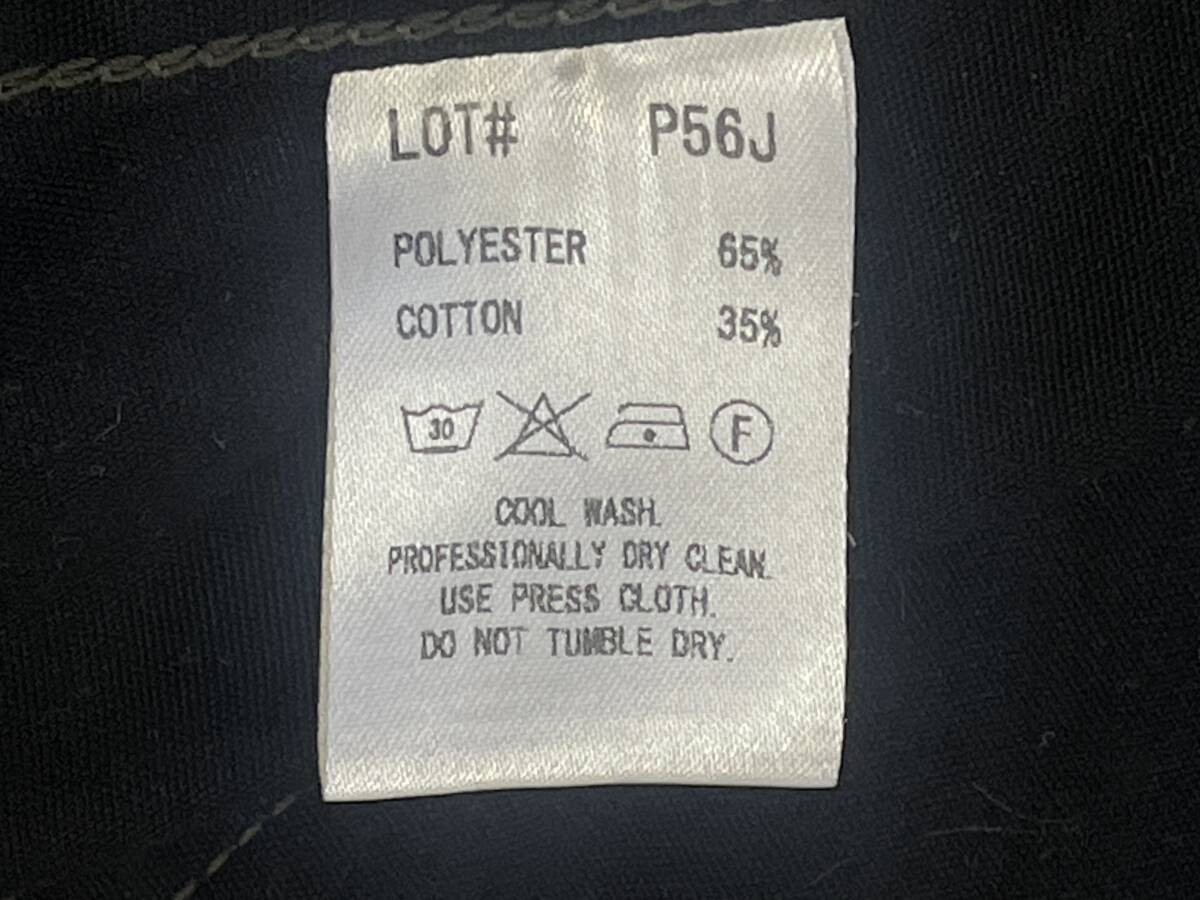 LOT# P56J
POLYESTER 65%
COTTON 35%
30 F
COOL WASH.
PROFESSIONALLY DRY CLEAN.
USE PRESS CLOTH.
DO NOT TUMBLE DRY.